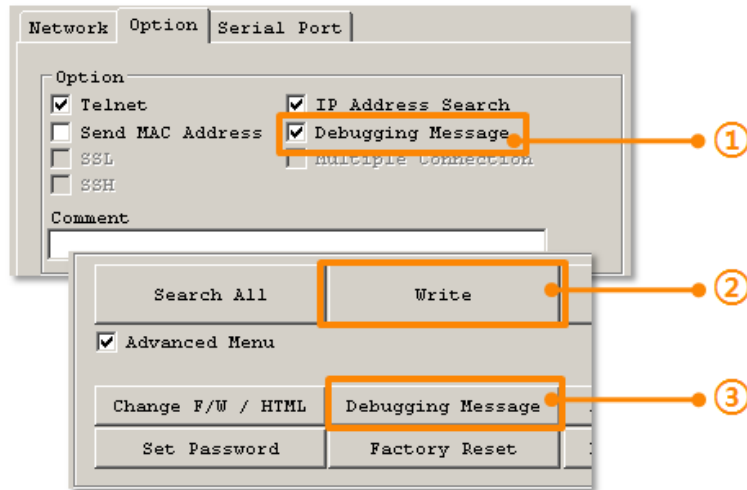 Network Option Serial Port
Option
Telnet IP Address Search
Send MAC Address Debugging Message
SSL Multiple Connection
SSH
Comment
①
Search All Write
②
Advanced Menu
Change F/W / HTML Debugging Message
③
Set Password Factory Reset